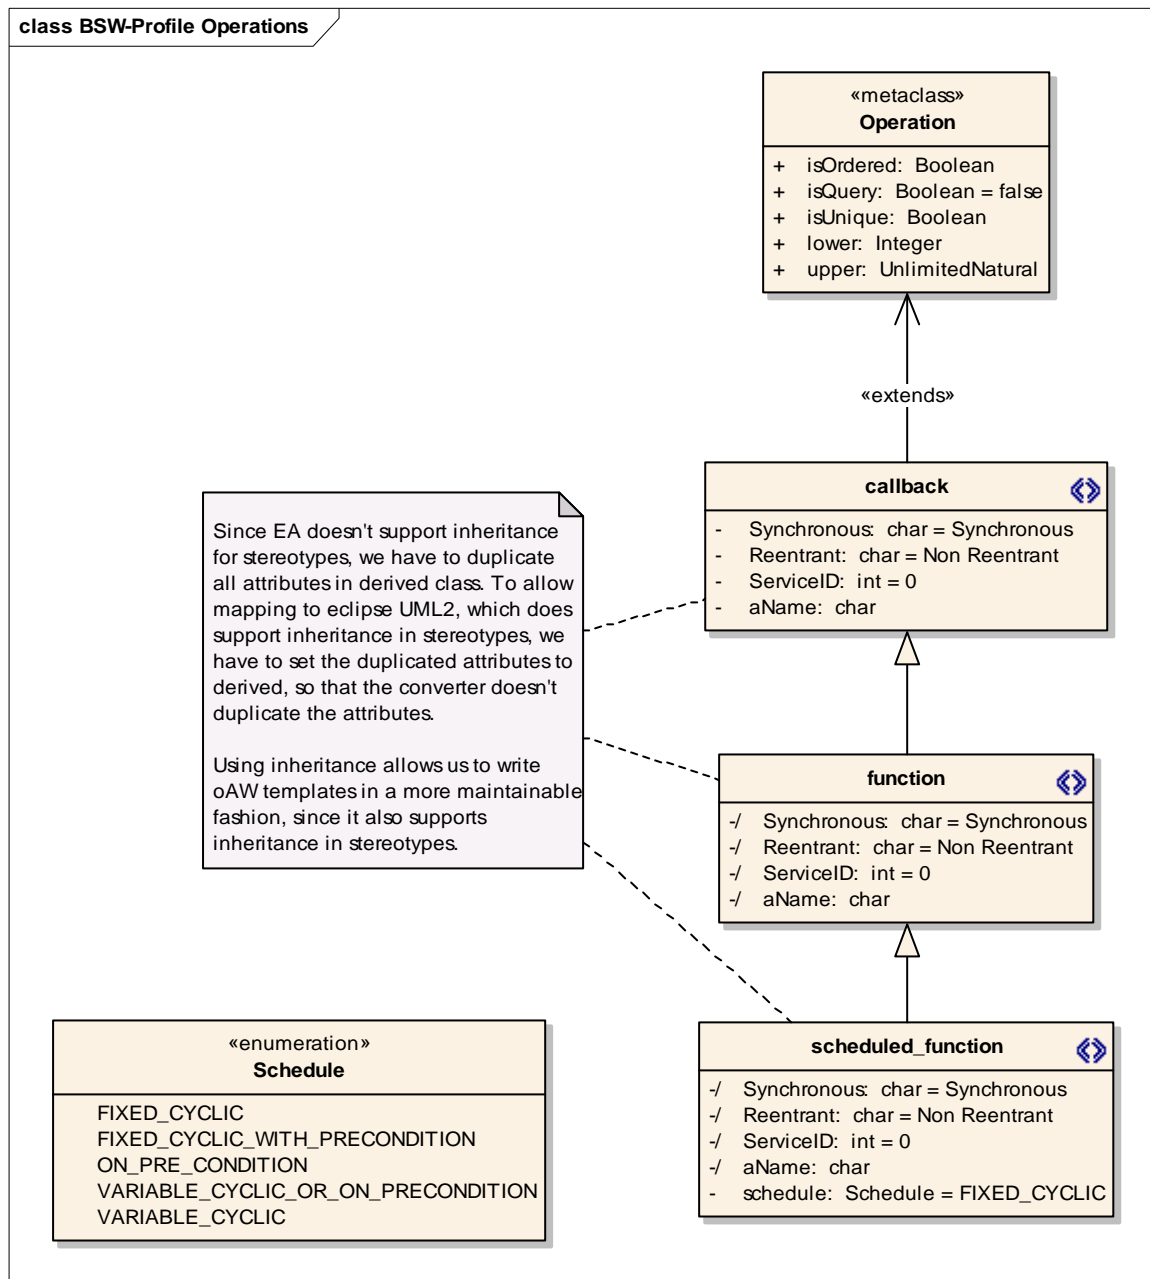 class BSW-Profile Operations
«metaclass»
Operation
+ isOrdered: Boolean
+ isQuery: Boolean = false
+ isUnique: Boolean
+ lower: Integer
+ upper: UnlimitedNatural
«extends»
callback
- Synchronous: char = Synchronous
- Reentrant: char = Non Reentrant
- ServiceID: int = 0
- aName: char
Since EA doesn't support inheritance
for stereotypes, we have to duplicate
all attributes in derived class. To allow
mapping to eclipse UML2, which does
support inheritance in stereotypes, we
have to set the duplicated attributes to
derived, so that the converter doesn't
duplicate the attributes.
Using inheritance allows us to write
oAW templates in a more maintainable
fashion, since it also supports
inheritance in stereotypes.
function
-/ Synchronous: char = Synchronous
-/ Reentrant: char = Non Reentrant
-/ ServiceID: int = 0
-/ aName: char
«enumeration»
Schedule
FIXED_CYCLIC
FIXED_CYCLIC_WITH_PRECONDITION
ON_PRE_CONDITION
VARIABLE_CYCLIC_OR_ON_PRECONDITION
VARIABLE_CYCLIC
scheduled_function
-/ Synchronous: char = Synchronous
-/ Reentrant: char = Non Reentrant
-/ ServiceID: int = 0
-/ aName: char
- schedule: Schedule = FIXED_CYCLIC